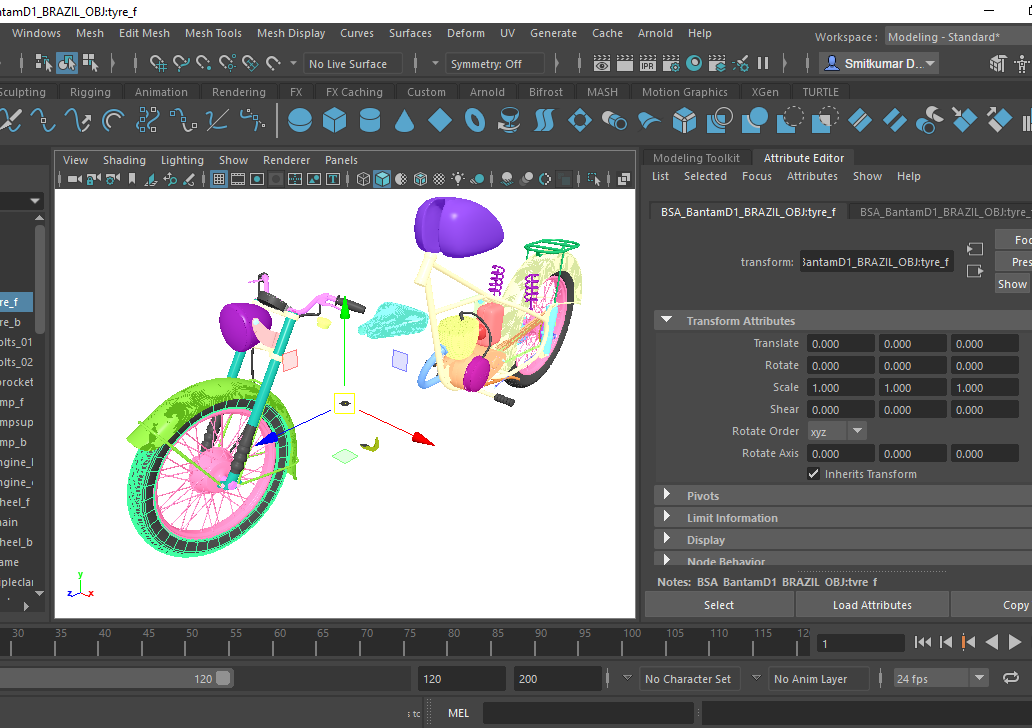 antamD1_BRAZIL_OBJ:tyre_f
Windows Mesh Edit Mesh Mesh Tools Mesh Display Curves Surfaces Deform UV Generate Cache Arnold Help
Workspace : Modeling - Standard*
No Live Surface Symmetry: Off IPR Smitkumar D...
Sculpting Rigging Animation Rendering FX FX Caching Custom Arnold Bifrost MASH Motion Graphics XGen TURTLE
View Shading Lighting Show Renderer Panels
Modeling Toolkit Attribute Editor
List Selected Focus Attributes Show Help
BSA_BantamD1_BRAZIL_OBJ:tyre_f BSA_BantamD1_BRAZIL_OBJ:tyre_
transform: BantamD1_BRAZIL_OBJ:tyre_f
Foc
Pres
Show
re_f
re_b
olts_01
olts_02
procket
mp_f
mpsup
mp_b
ngine_l
ngine_
heel_f
hain
heel_b
ame
iplecla
Transform Attributes
Translate 0.000 0.000 0.000
Rotate 0.000 0.000 0.000
Scale 1.000 1.000 1.000
Shear 0.000 0.000 0.000
Rotate Order xyz
Rotate Axis 0.000 0.000 0.000
Inherits Transform
Pivots
Limit Information
Display
Node Behavior
Notes: BSA_BantamD1_BRAZIL_OBJ:tyre_f
Select Load Attributes Copy
y
z x
30 35 40 45 50 55 60 65 70 75 80 85 90 95 100 105 110 115 12
1
120 120 200 No Character Set No Anim Layer 24 fps
tc MEL